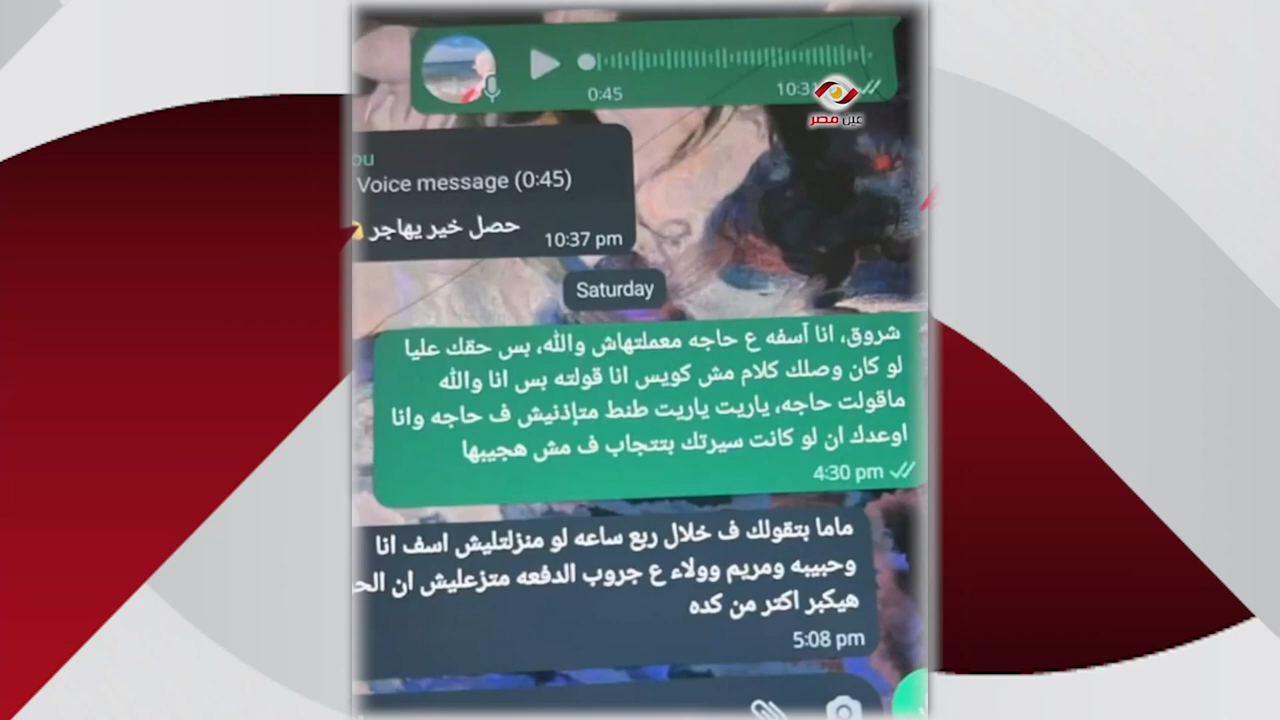 0:45
عين مصر
Voice message (0:45)
حصل خير يهاجر
10:37 pm
Saturday
شروق، انا آسفه ع حاجه معملتهاش والله، بس حقك عليا
لو كان وصلك كلام مش كويس انا قولته بس انا والله
ماقولت حاجه، ياريت ياريت طنط متإذنيش ف حاجه وانا
اوعدك ان لو كانت سيرتك بتتجاب ف مش هجيبها
4:30 pm
ماما بتقولك ف خلال ربع ساعه لو منزلتليش اسف انا
وحبيبه ومريم وولاء ع جروب الدفعه متزعليش ان
هيكبر اكتر من كده
5:08 pm